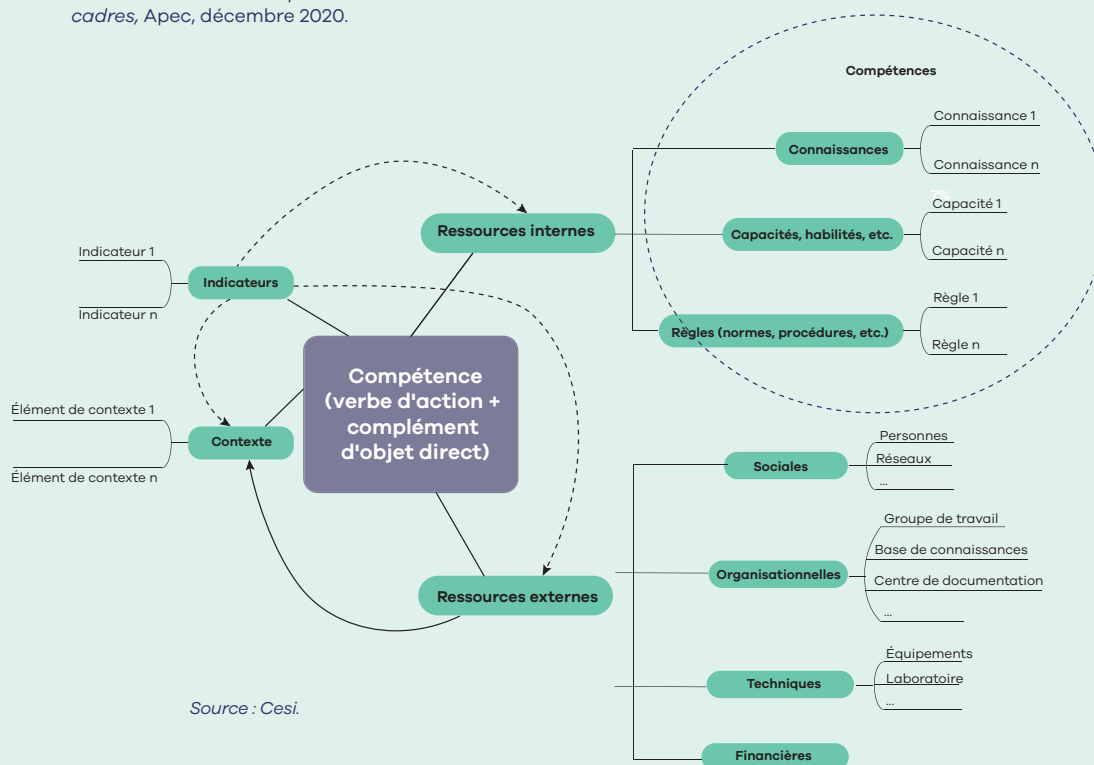 cadres, Apec, décembre 2020.
Compétences
Connaissances
Connaissance 1
Connaissance n
7%
Capacités, habilités, etc.
Capacité 1
Capacité n
Règles (normes, procédures, etc.)
Règle 1
Règle n
Ressources internes
Indicateur 1
Indicateurs
Indicateur n
Compétence
(verbe d'action +
complément
d'objet direct)
Élément de contexte 1
Contexte
Élément de contexte n
Ressources externes
Sociales
Personnes
Réseaux
...
Organisationnelles
Groupe de travail
Base de connaissances
Centre de documentation
...
Techniques
Équipements
Laboratoire
...
Financières
Source : Cesi.